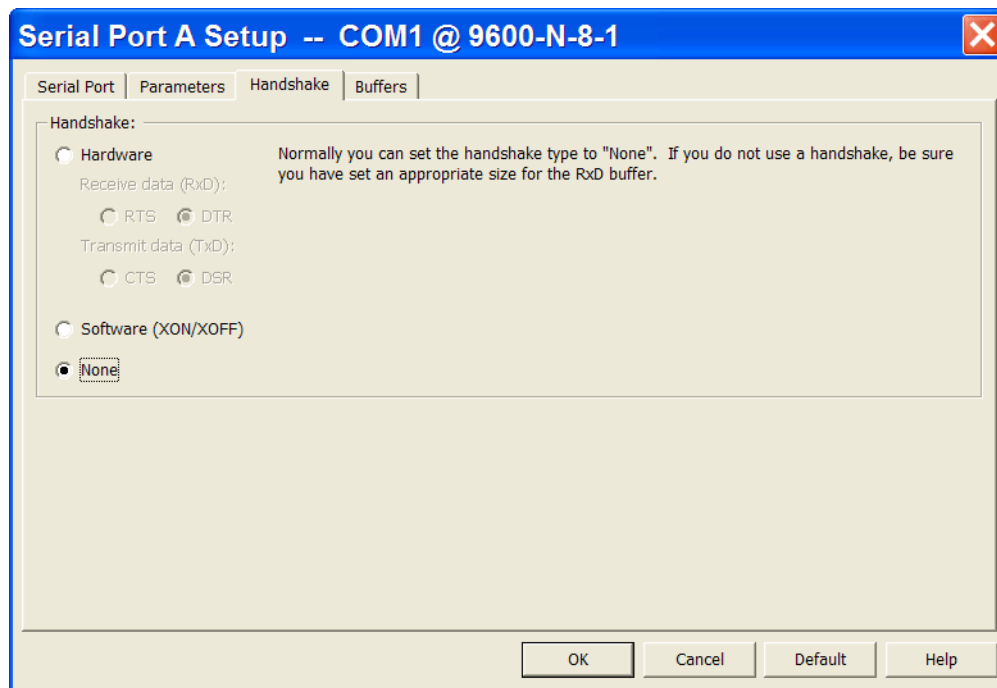 Serial Port A Setup -- COM1 @ 9600-N-8-1
Serial Port Parameters Handshake Buffers
Handshake:
Hardware
Normally you can set the handshake type to "None". If you do not use a handshake, be sure
you have set an appropriate size for the RxD buffer.
Receive data (RxD):
RTS DTR
Transmit data (TxD):
CTS DSR
Software (XON/XOFF)
None
OK Cancel Default Help